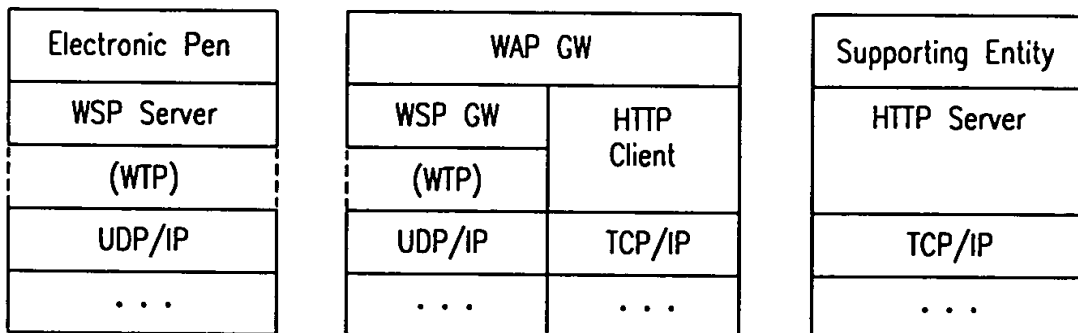 Electronic Pen
WSP Server
(WTP)
UDP/IP
. . .
WAP GW
WSP GW
(WTP)
UDP/IP
. . .
HTTP
Client
TCP/IP
. . .
Supporting Entity
HTTP Server
TCP/IP
. . .